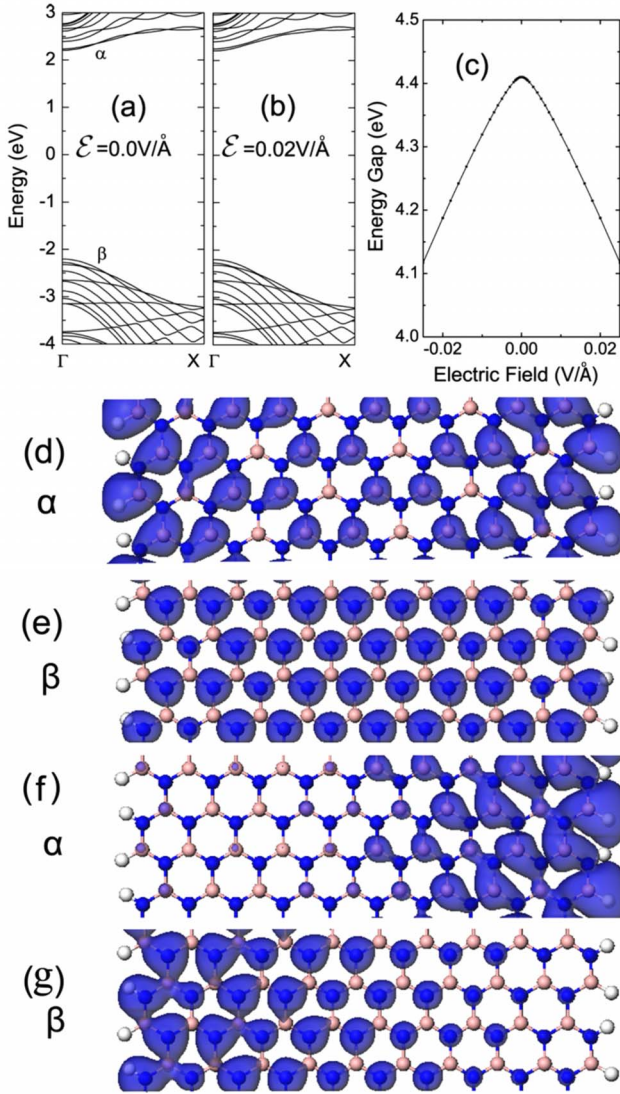 3
2
1
0
-1
-2
-3
-4
Energy (eV)
α
(a)
ℰ=0.0V/Å
β
Γ
X
(b)
ℰ=0.02V/Å
Γ
X
4.5
4.4
4.3
4.2
4.1
4.0
Energy Gap (eV)
(c)
-0.02
0.00
0.02
Electric Field (V/Å)
(d)
α
(e)
β
(f)
α
(g)
β